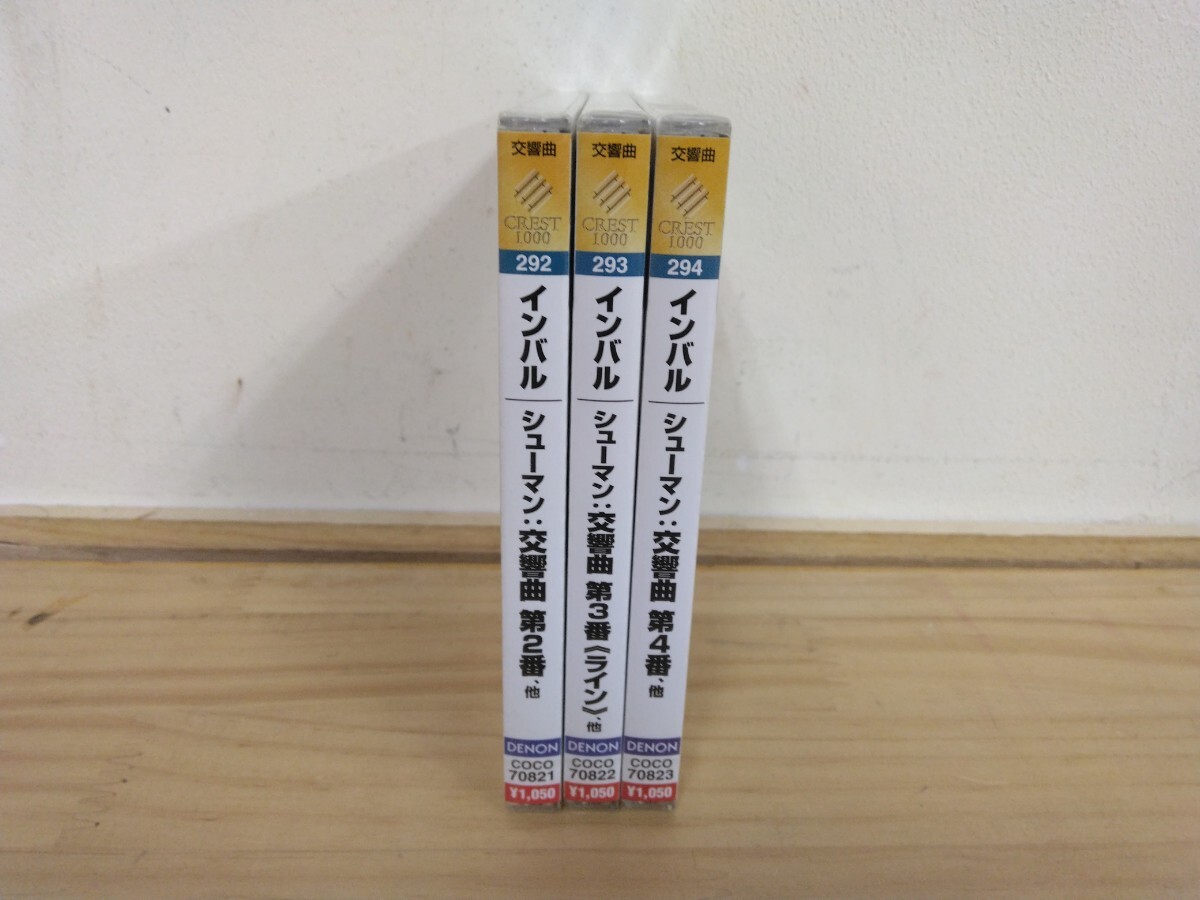 交響曲
CREST
1000
292
インバル
シューマン:交響曲 第2番、他
DENON
COCO
70821
¥1,050
交響曲
CREST
1000
293
インバル
シューマン:交響曲 第3番《ライン》、他
DENON
COCO
70822
¥1,050
交響曲
CREST
1000
294
インバル
シューマン:交響曲 第4番、他
DENON
COCO
70823
¥1,050